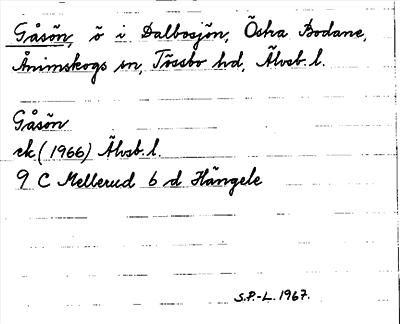 Gåsön, ö i Dalbosjön, Östra Bodane,
Ånimskogs sn, Tössbo hd, Älvsb. l.
Gåsön
ek (1966) Älvsb. l.
9 C Mellerud 6 d Hängele
S.P.-L. 1967.